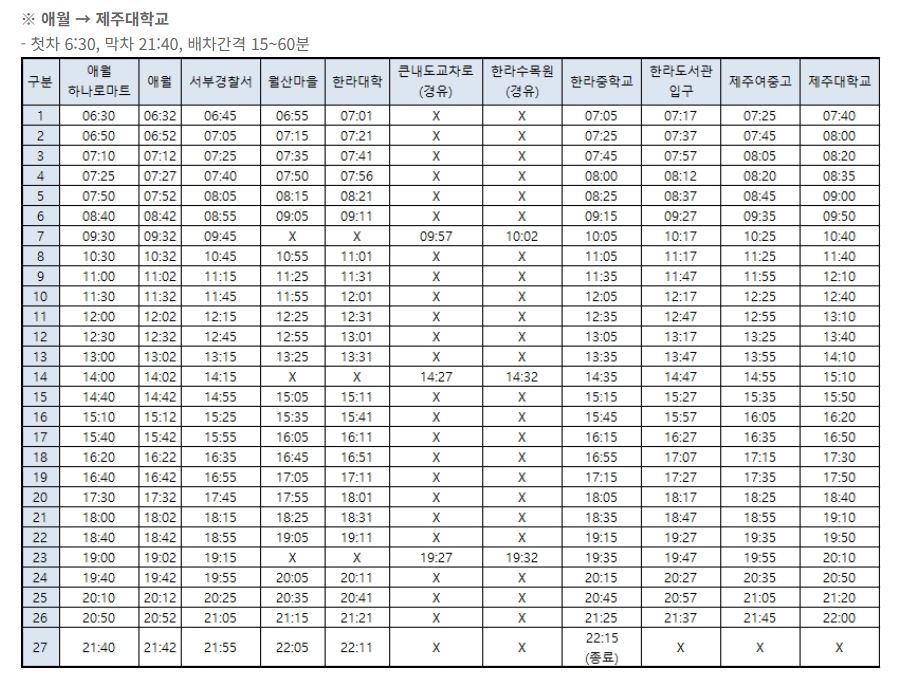 ※ 애월 → 제주대학교
- 첫차 6:30, 막차 21:40, 배차간격 15~60분
구분 애월 하나로마트 애월 서부경찰서 월산마을 한라대학 큰내도교차로 (경유) 한라수목원 (경유) 한라중학교 한라도서관 입구 제주여중고 제주대학교
1 06:30 06:32 06:45 06:55 07:01 X X 07:05 07:17 07:25 07:40
2 06:50 06:52 07:05 07:15 07:21 X X 07:25 07:37 07:45 08:00
3 07:10 07:12 07:25 07:35 07:41 X X 07:45 07:57 08:05 08:20
4 07:25 07:27 07:40 07:50 07:56 X X 08:00 08:12 08:20 08:35
5 07:50 07:52 08:05 08:15 08:21 X X 08:25 08:37 08:45 09:00
6 08:40 08:42 08:55 09:05 09:11 X X 09:15 09:27 09:35 09:50
7 09:30 09:32 09:45 X X 09:57 10:02 10:05 10:17 10:25 10:40
8 10:30 10:32 10:45 10:55 11:01 X X 11:05 11:17 11:25 11:40
9 11:00 11:02 11:15 11:25 11:31 X X 11:35 11:47 11:55 12:10
10 11:30 11:32 11:45 11:55 12:01 X X 12:05 12:17 12:25 12:40
11 12:00 12:02 12:15 12:25 12:31 X X 12:35 12:47 12:55 13:10
12 12:30 12:32 12:45 12:55 13:01 X X 13:05 13:17 13:25 13:40
13 13:00 13:02 13:15 13:25 13:31 X X 13:35 13:47 13:55 14:10
14 14:00 14:02 14:15 X X 14:27 14:32 14:35 14:47 14:55 15:10
15 14:40 14:42 14:55 15:05 15:11 X X 15:15 15:27 15:35 15:50
16 15:10 15:12 15:25 15:35 15:41 X X 15:45 15:57 16:05 16:20
17 15:40 15:42 15:55 16:05 16:11 X X 16:15 16:27 16:35 16:50
18 16:20 16:22 16:35 16:45 16:51 X X 16:55 17:07 17:15 17:30
19 16:40 16:42 16:55 17:05 17:11 X X 17:15 17:27 17:35 17:50
20 17:30 17:32 17:45 17:55 18:01 X X 18:05 18:17 18:25 18:40
21 18:00 18:02 18:15 18:25 18:31 X X 18:35 18:47 18:55 19:10
22 18:40 18:42 18:55 19:05 19:11 X X 19:15 19:27 19:35 19:50
23 19:00 19:02 19:15 X X 19:27 19:32 19:35 19:47 19:55 20:10
24 19:40 19:42 19:55 20:05 20:11 X X 20:15 20:27 20:35 20:50
25 20:10 20:12 20:25 20:35 20:41 X X 20:45 20:57 21:05 21:20
26 20:50 20:52 21:05 21:15 21:21 X X 21:25 21:37 21:45 22:00
27 21:40 21:42 21:55 22:05 22:11 X X 22:15 (종료) X X X